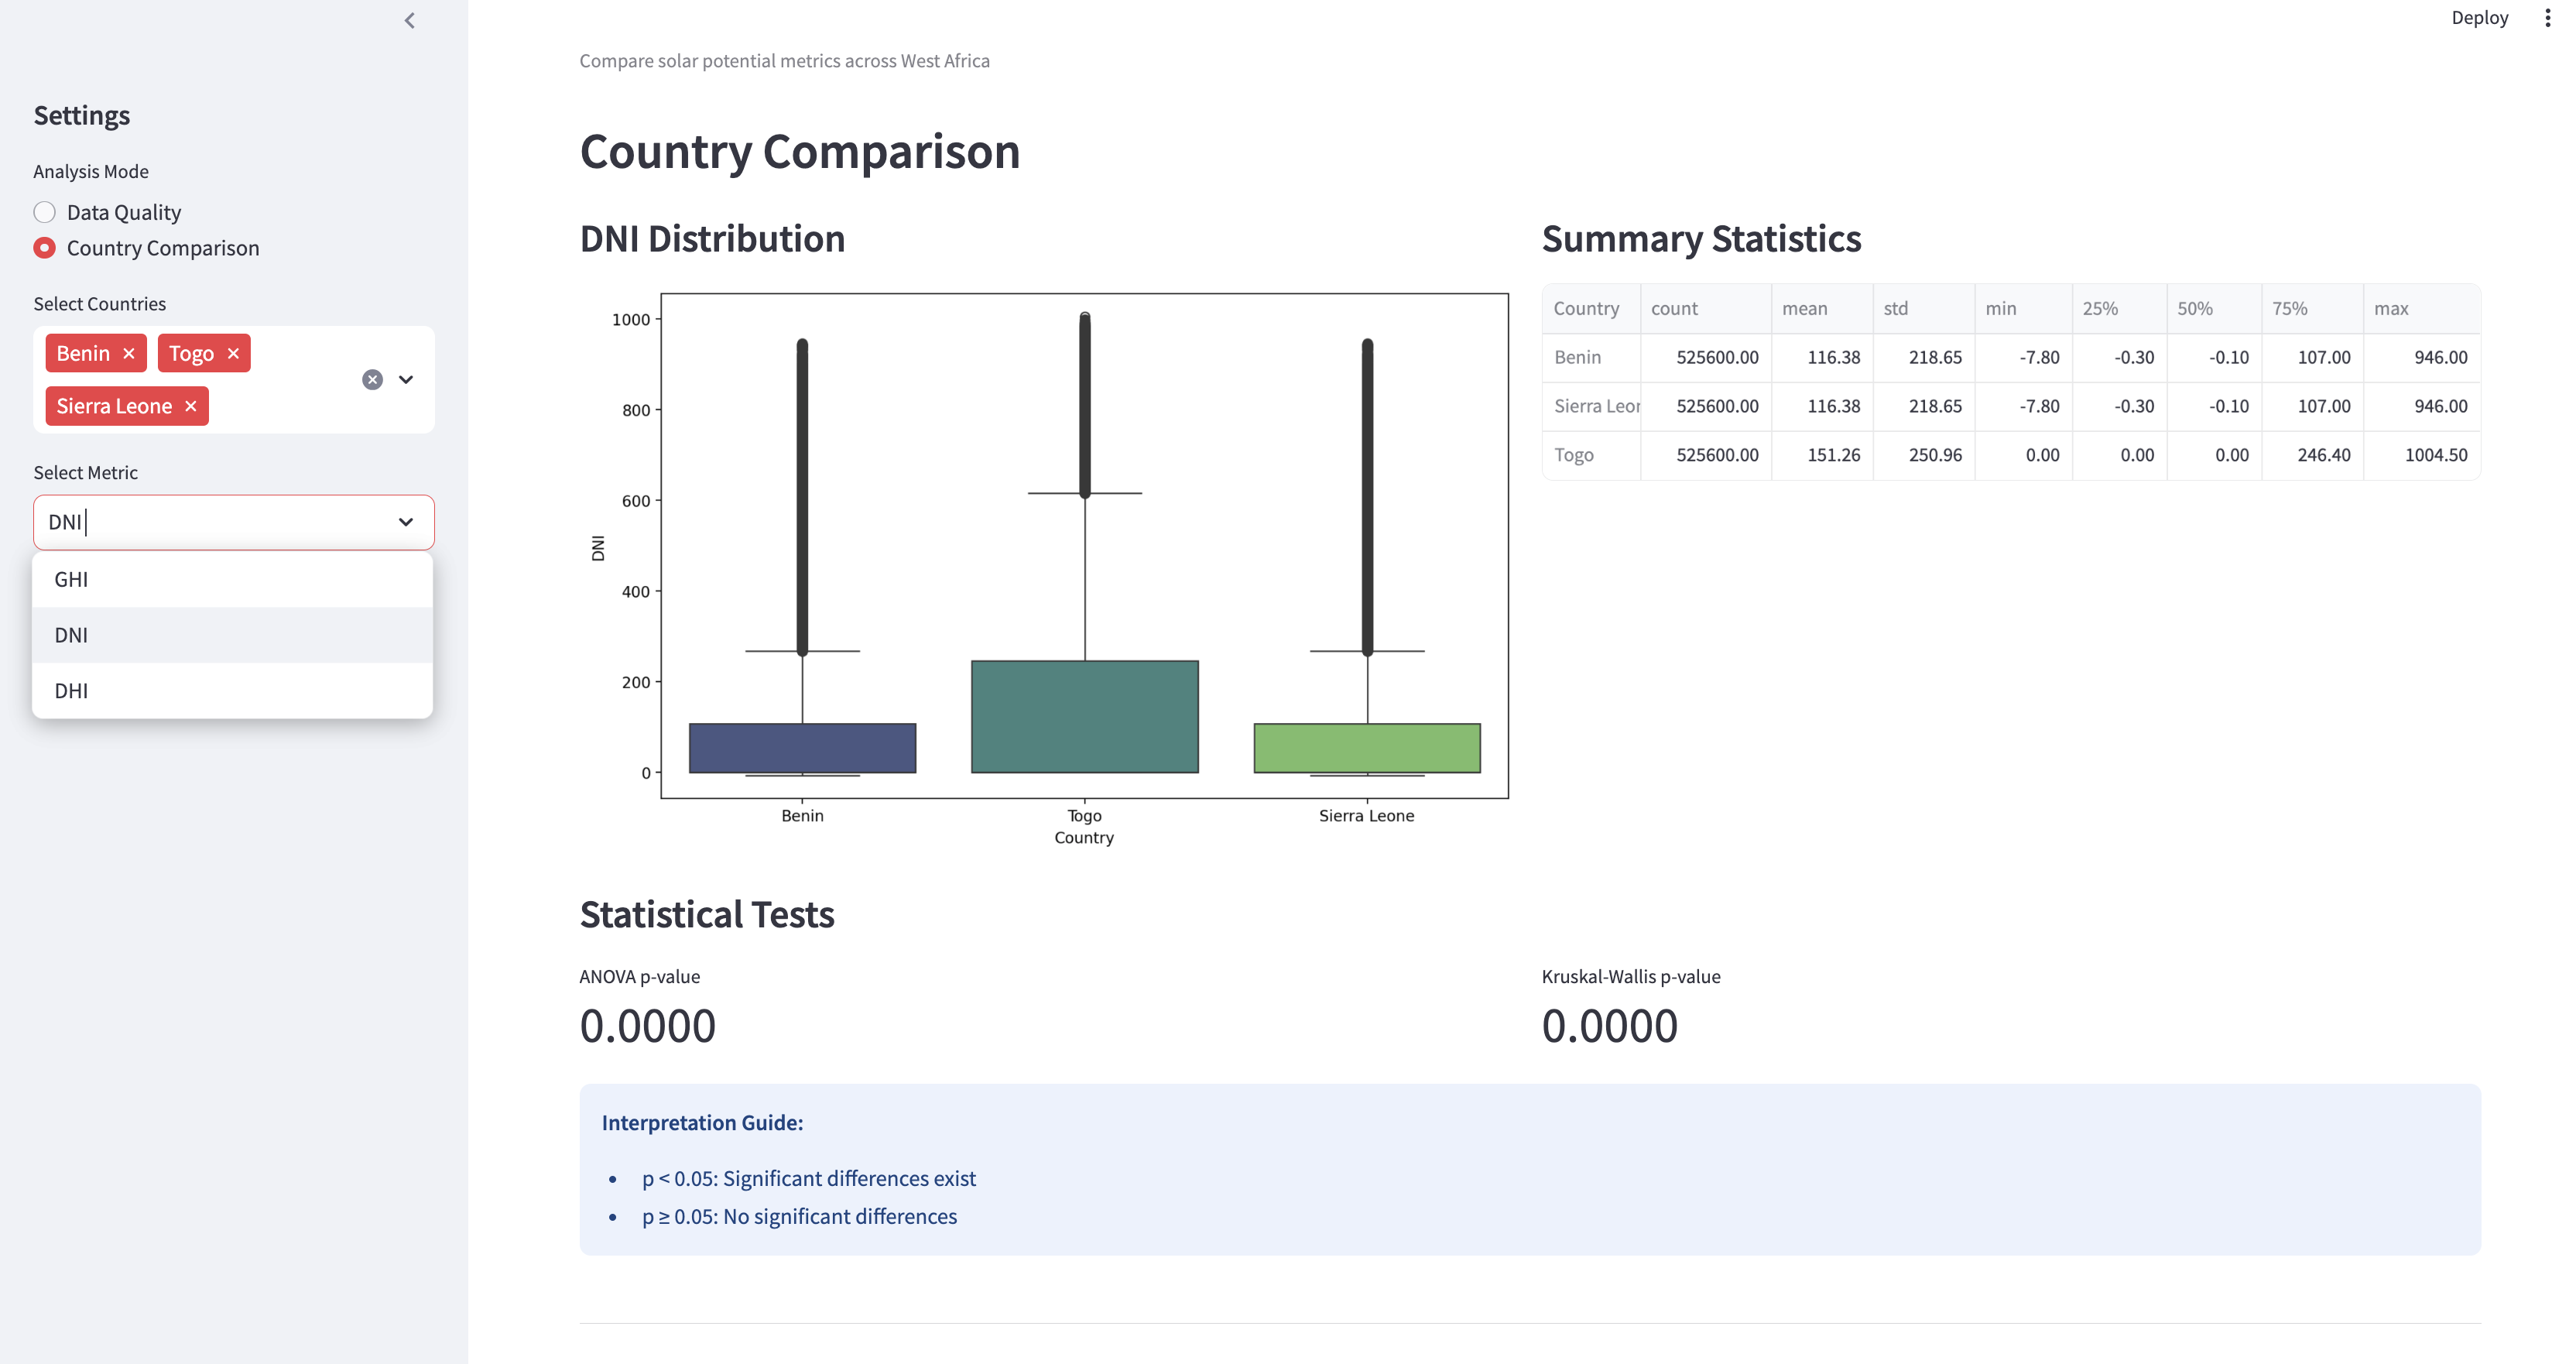 Deploy
Compare solar potential metrics across West Africa
Settings
Analysis Mode
Data Quality
Country Comparison
Select Countries
Benin
Togo
Sierra Leone
Select Metric
DNI
GHI
DNI
DHI
Country Comparison
DNI Distribution
1000
800
600
400
200
0
DNI
Benin
Togo
Sierra Leone
Country
Summary Statistics
Country count mean std min 25% 50% 75% max
Benin 525600.00 116.38 218.65 -7.80 -0.30 -0.10 107.00 946.00
Sierra Leor 525600.00 116.38 218.65 -7.80 -0.30 -0.10 107.00 946.00
Togo 525600.00 151.26 250.96 0.00 0.00 0.00 246.40 1004.50
Statistical Tests
ANOVA p-value
0.0000
Kruskal-Wallis p-value
0.0000
Interpretation Guide:
• p < 0.05: Significant differences exist
• p ≥ 0.05: No significant differences